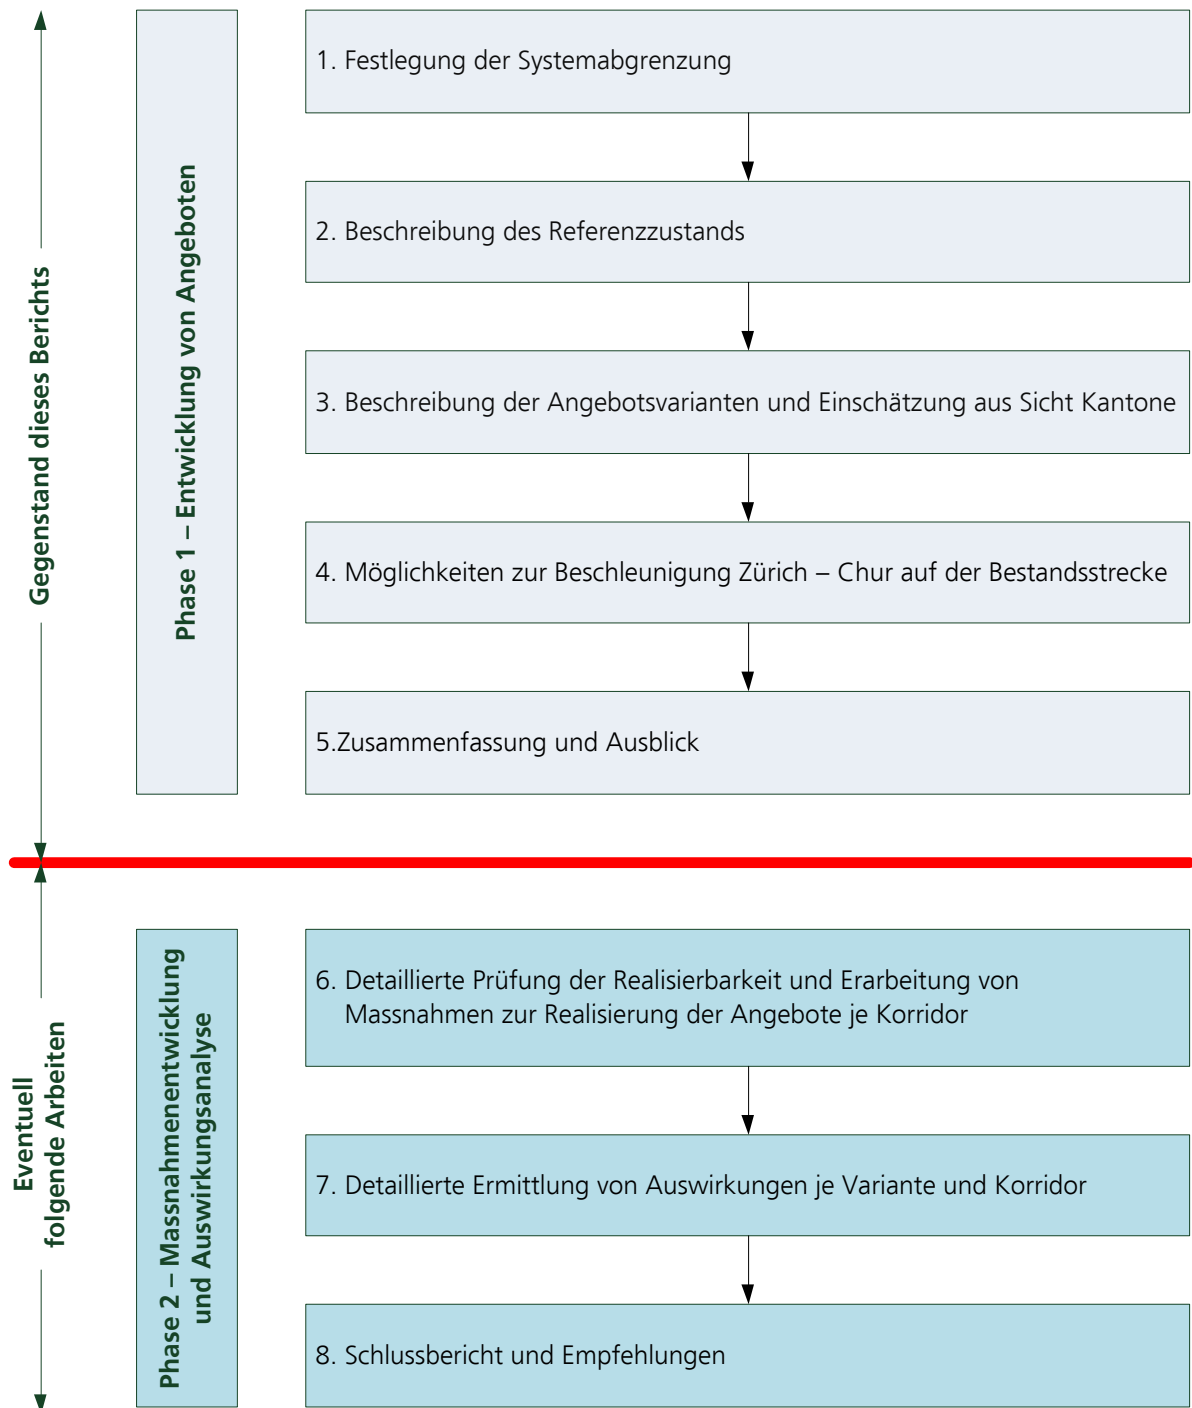 Gegenstand dieses Berichts
Phase 1 – Entwicklung von Angeboten
1. Festlegung der Systemabgrenzung
2. Beschreibung des Referenzzustands
3. Beschreibung der Angebotsvarianten und Einschätzung aus Sicht Kantone
4. Möglichkeiten zur Beschleunigung Zürich – Chur auf der Bestandsstrecke
5.Zusammenfassung und Ausblick
Eventuell
folgende Arbeiten
Phase 2 – Massnahmenentwicklung
und Auswirkungsanalyse
6. Detaillierte Prüfung der Realisierbarkeit und Erarbeitung von
Massnahmen zur Realisierung der Angebote je Korridor
7. Detaillierte Ermittlung von Auswirkungen je Variante und Korridor
8. Schlussbericht und Empfehlungen